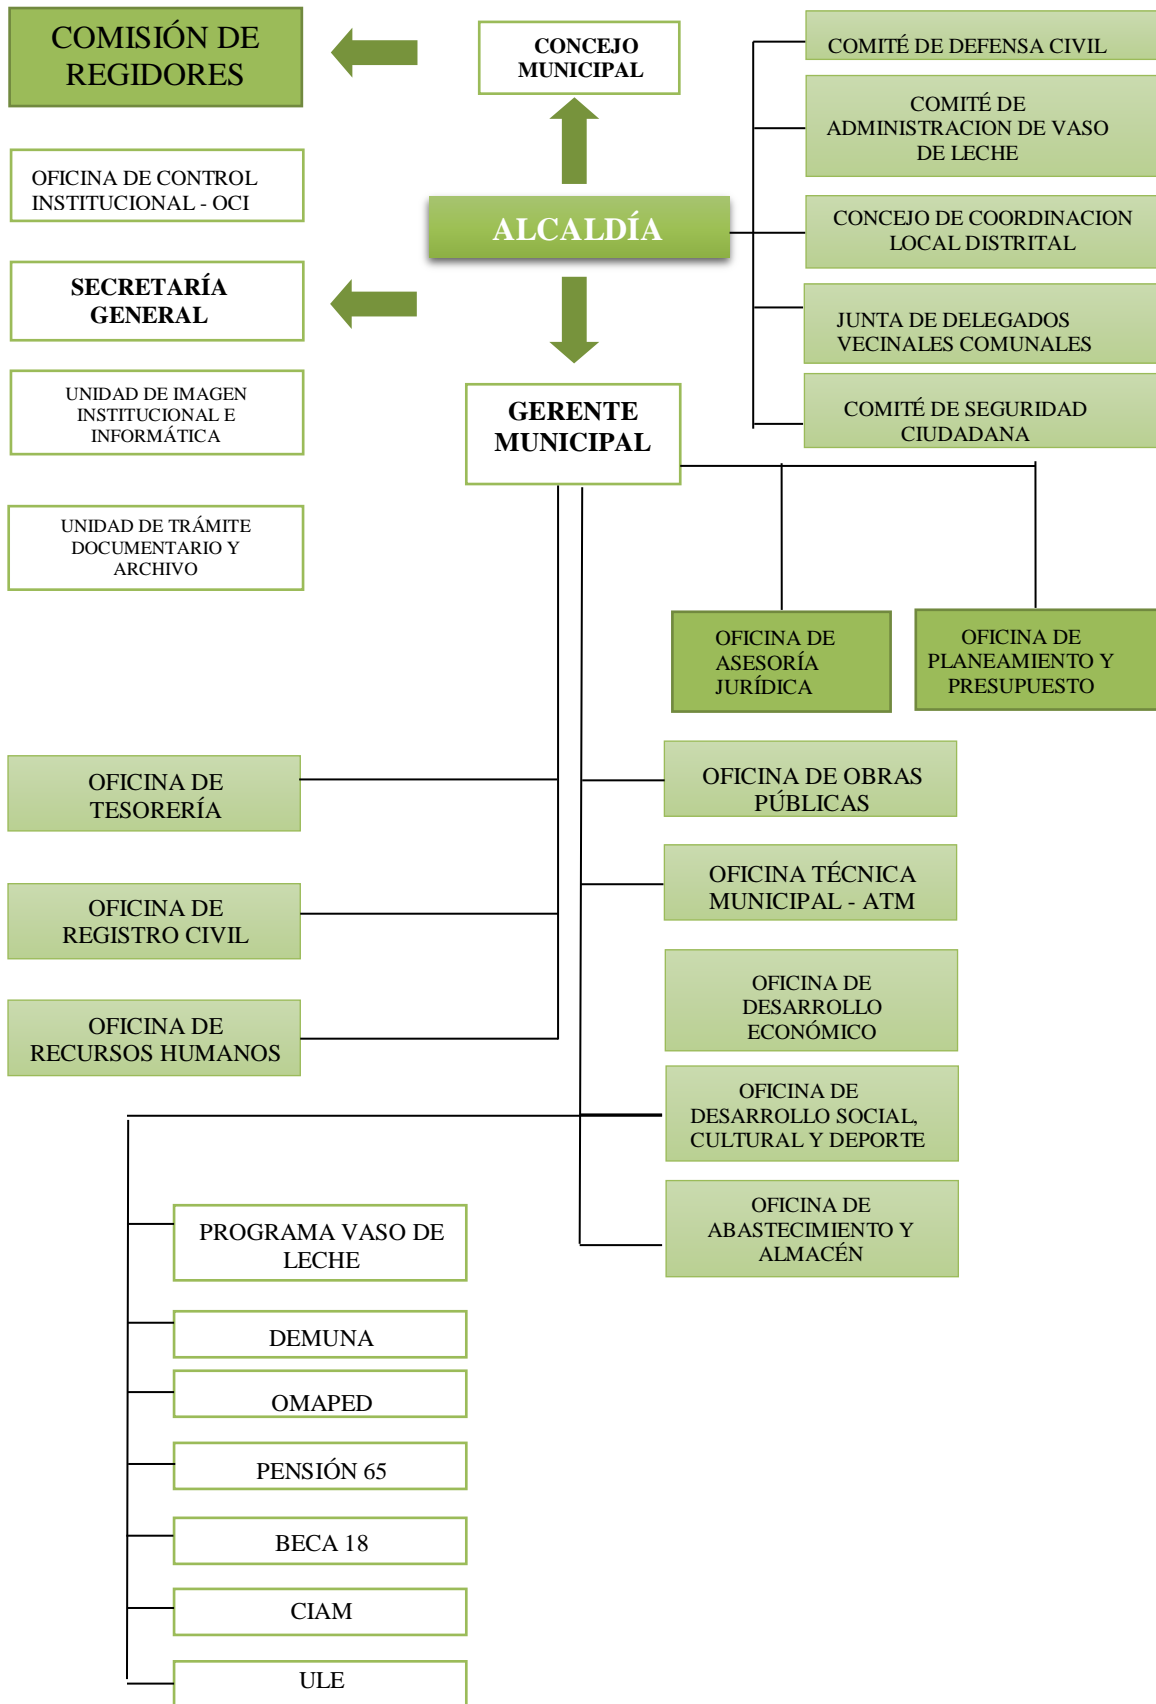 COMISIÓN DE
REGIDORES
CONCEJO
MUNICIPAL
COMITÉ DE DEFENSA CIVIL
COMITÉ DE
ADMINISTRACION DE VASO
DE LECHE
OFICINA DE CONTROL
INSTITUCIONAL - OCI
ALCALDÍA
CONCEJO DE COORDINACION
LOCAL DISTRITAL
SECRETARÍA
GENERAL
JUNTA DE DELEGADOS
VECINALES COMUNALES
UNIDAD DE IMAGEN
INSTITUCIONAL E
INFORMÁTICA
GERENTE
MUNICIPAL
COMITÉ DE SEGURIDAD
CIUDADANA
UNIDAD DE TRÁMITE
DOCUMENTARIO Y
ARCHIVO
OFICINA DE
ASESORÍA
JURÍDICA
OFICINA DE
PLANEAMIENTO Y
PRESUPUESTO
OFICINA DE
TESORERÍA
OFICINA DE OBRAS
PÚBLICAS
OFICINA DE
REGISTRO CIVIL
OFICINA TÉCNICA
MUNICIPAL - ATM
OFICINA DE
RECURSOS HUMANOS
OFICINA DE
DESARROLLO
ECONÓMICO
OFICINA DE
DESARROLLO SOCIAL,
CULTURAL Y DEPORTE
OFICINA DE
ABASTECIMIENTO Y
ALMACÉN
PROGRAMA VASO DE
LECHE
DEMUNA
OMAPED
PENSIÓN 65
BECA 18
CIAM
ULE